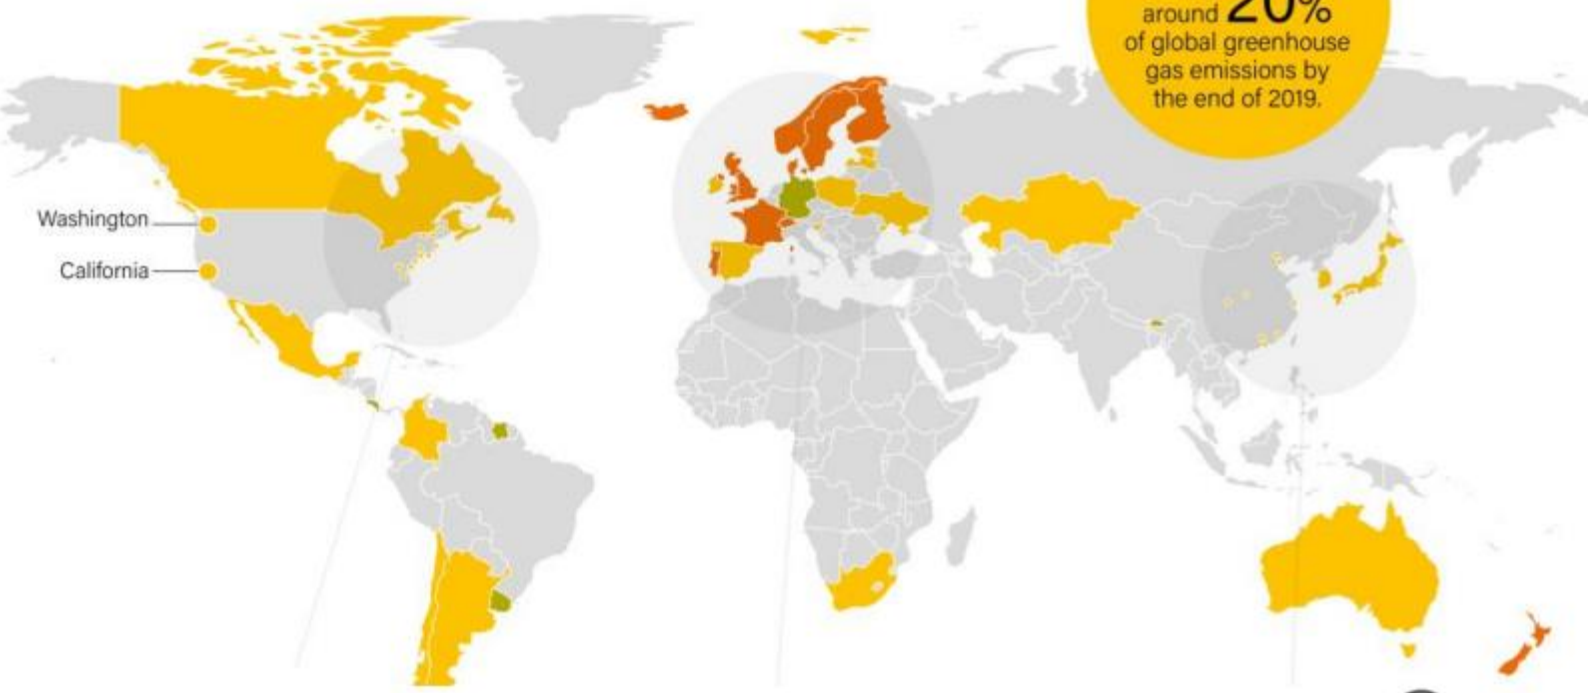 around 20%
of global greenhouse
gas emissions by
the end of 2019.
Washington
California